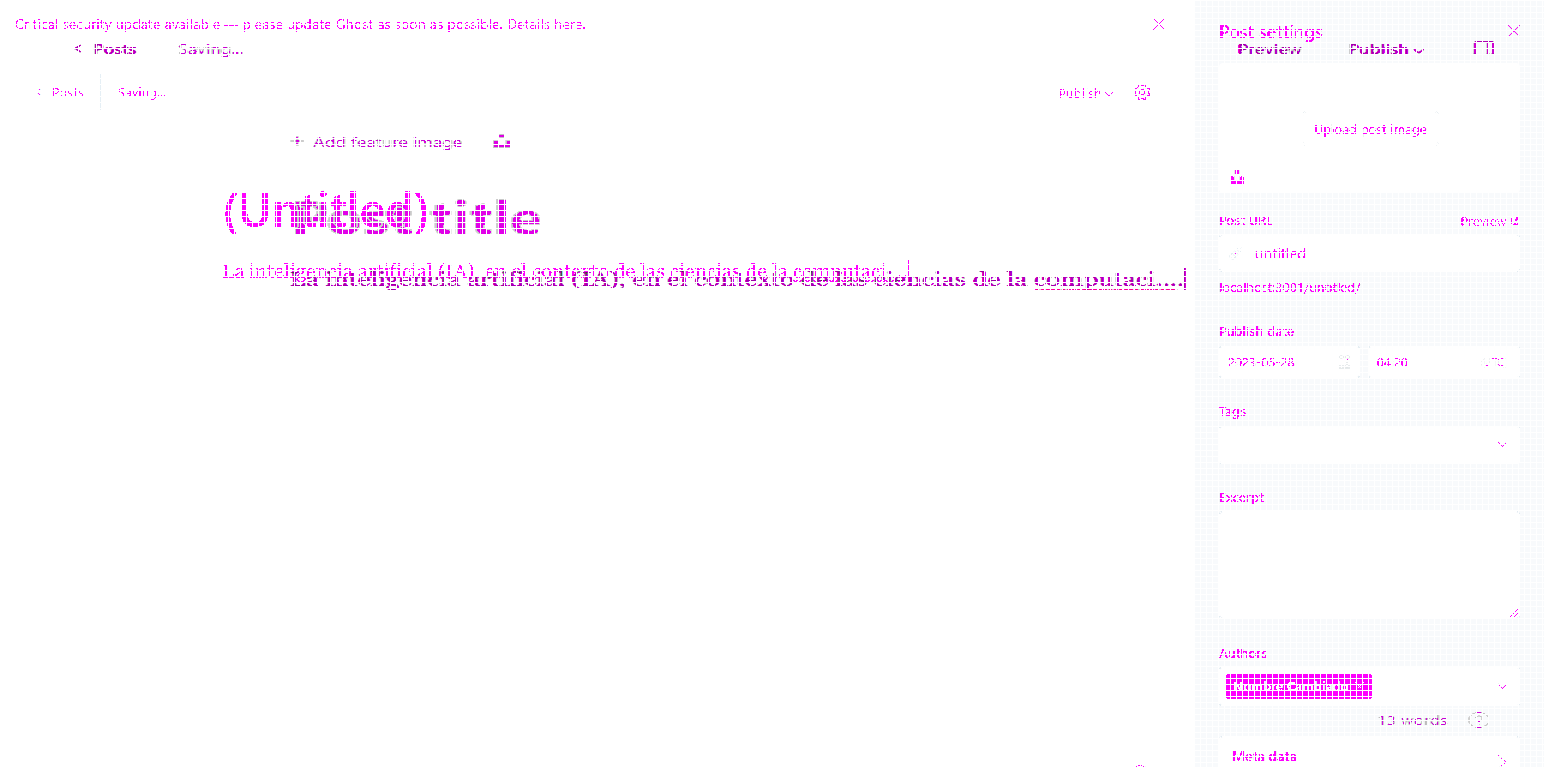 Critical security update available — please update Ghost as soon as possible. Details here.
Post settings
< Posts Saving...
Preview Publish
< Posts Saving...
Publish
+ Add feature image
Upload post image
(Untitled)
title
Post URL Preview
untitled
La inteligencia artificial (IA), en el contexto de las ciencias de la computaci...
La inteligencia artificial (IA), en el contexto de las ciencias de la computaci....
localhost:3001/untitled/
Publish date
2023-05-28 04:20 UTC
Tags
Excerpt
Authors
13 words
Meta data